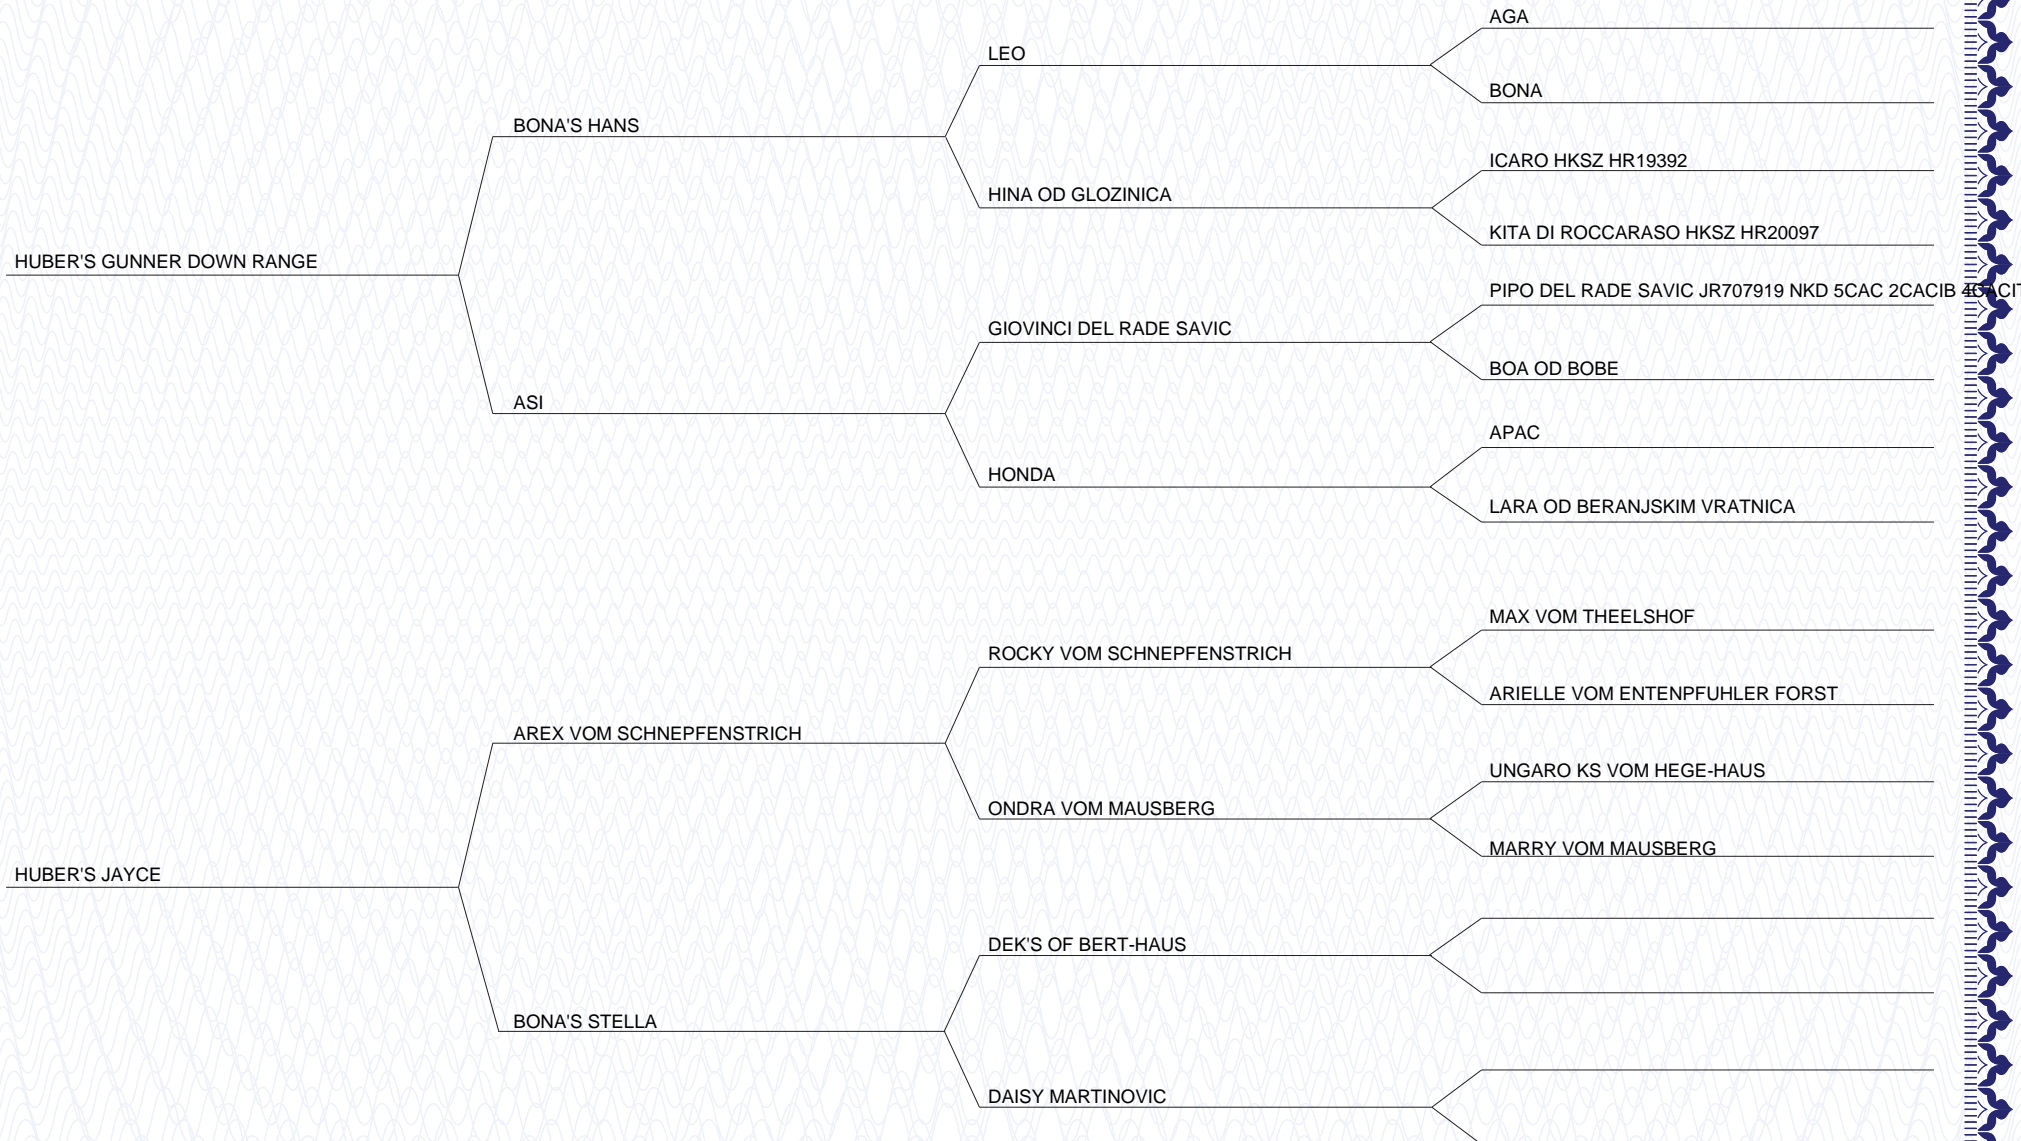 AGA
LEO
BONA
BONA'S HANS
ICARO HKSZ HR19392
HINA OD GLOZINICA
KITA DI ROCCARASO HKSZ HR20097
HUBER'S GUNNER DOWN RANGE
PIPO DEL RADE SAVIC JR707919 NKD 5CAC 2CACIB 4CACIT
GIOVINCI DEL RADE SAVIC
BOA OD BOBE
ASI
APAC
HONDA
LARA OD BERANJSKIM VRATNICA
MAX VOM THEELSHOF
ROCKY VOM SCHNEPFENSTRICH
ARIELLE VOM ENTENPFUHLER FORST
AREX VOM SCHNEPFENSTRICH
UNGARO KS VOM HEGE-HAUS
ONDRA VOM MAUSBERG
MARRY VOM MAUSBERG
HUBER'S JAYCE
DEK'S OF BERT-HAUS
BONA'S STELLA
DAISY MARTINOVIC